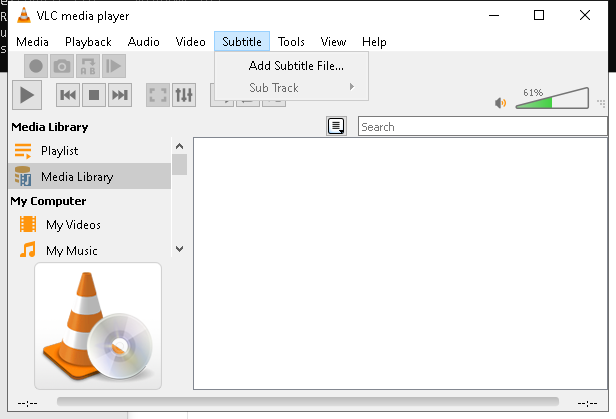 VLC media player
Media Playback Audio Video Subtitle Tools View Help
Add Subtitle File...
Sub Track
61%
Media Library
Search
Playlist
Media Library
My Computer
My Videos
My Music
--:--
--:--